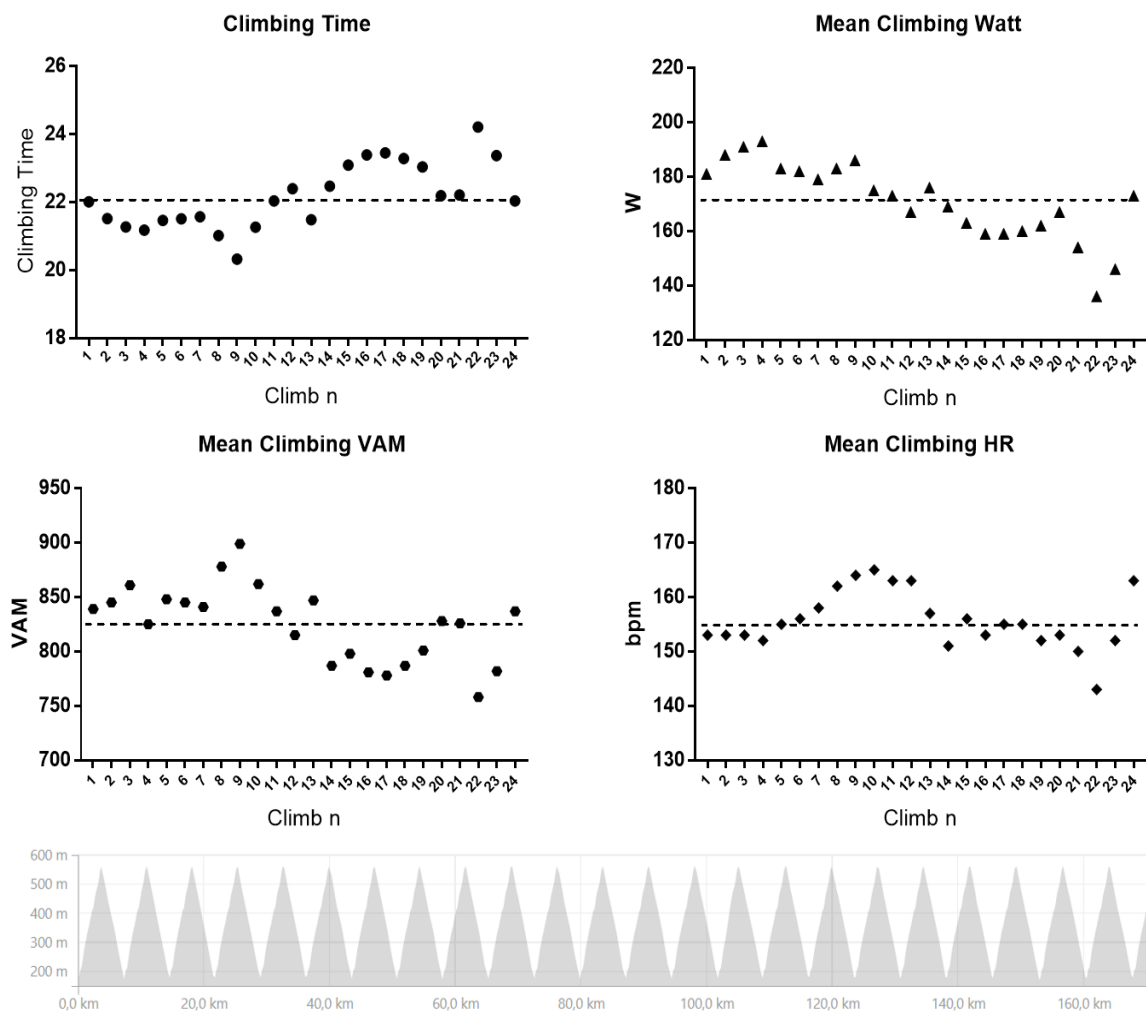 Climbing Time
Mean Climbing Watt
26
24
22
20
18
Climbing Time
1 2 3 4 5 6 7 8 9 10 11 12 13 14 15 16 17 18 19 20 21 22 23 24
Climb n
220
200
180
160
140
120
W
1 2 3 4 5 6 7 8 9 10 11 12 13 14 15 16 17 18 19 20 21 22 23 24
Climb n
Mean Climbing VAM
Mean Climbing HR
950
900
850
800
750
700
VAM
1 2 3 4 5 6 7 8 9 10 11 12 13 14 15 16 17 18 19 20 21 22 23 24
Climb n
180
170
160
150
140
130
bpm
1 2 3 4 5 6 7 8 9 10 11 12 13 14 15 16 17 18 19 20 21 22 23 24
Climb n
600 m
500 m
400 m
300 m
200 m
0,0 km 20,0 km 40,0 km 60,0 km 80,0 km 100,0 km 120,0 km 140,0 km 160,0 km